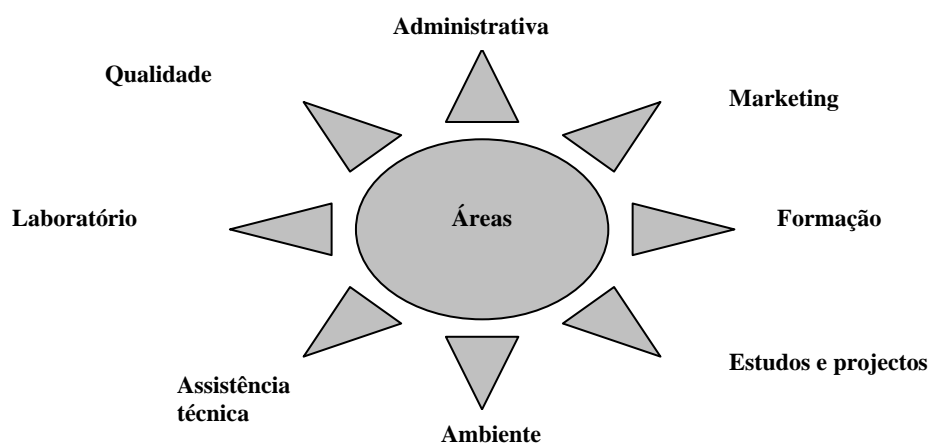 Administrativa
Qualidade
Marketing
Laboratório
Áreas
Formação
Estudos e projectos
Assistência
técnica
Ambiente